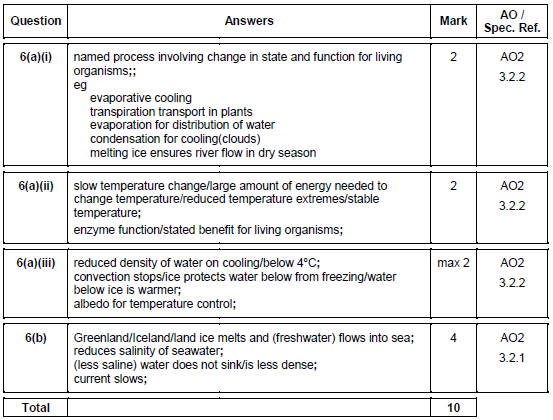 Question Answers Mark AO /
Spec. Ref.
6(a)(i) named process involving change in state and function for living 2 AO2
organisms;; 3.2.2
eg
evaporative cooling
transpiration transport in plants
evaporation for distribution of water
condensation for cooling(clouds)
melting ice ensures river flow in dry season
6(a)(ii) slow temperature change/large amount of energy needed to 2 AO2
change temperature/reduced temperature extremes/stable 3.2.2
temperature;
enzyme function/stated benefit for living organisms;
6(a)(iii) reduced density of water on cooling/below 4°C; max 2 AO2
convection stops/ice protects water below from freezing/water 3.2.2
below ice is warmer;
albedo for temperature control;
6(b) Greenland/Iceland/land ice melts and (freshwater) flows into sea; 4 AO2
reduces salinity of seawater; 3.2.1
(less saline) water does not sink/is less dense;
current slows;
Total 10